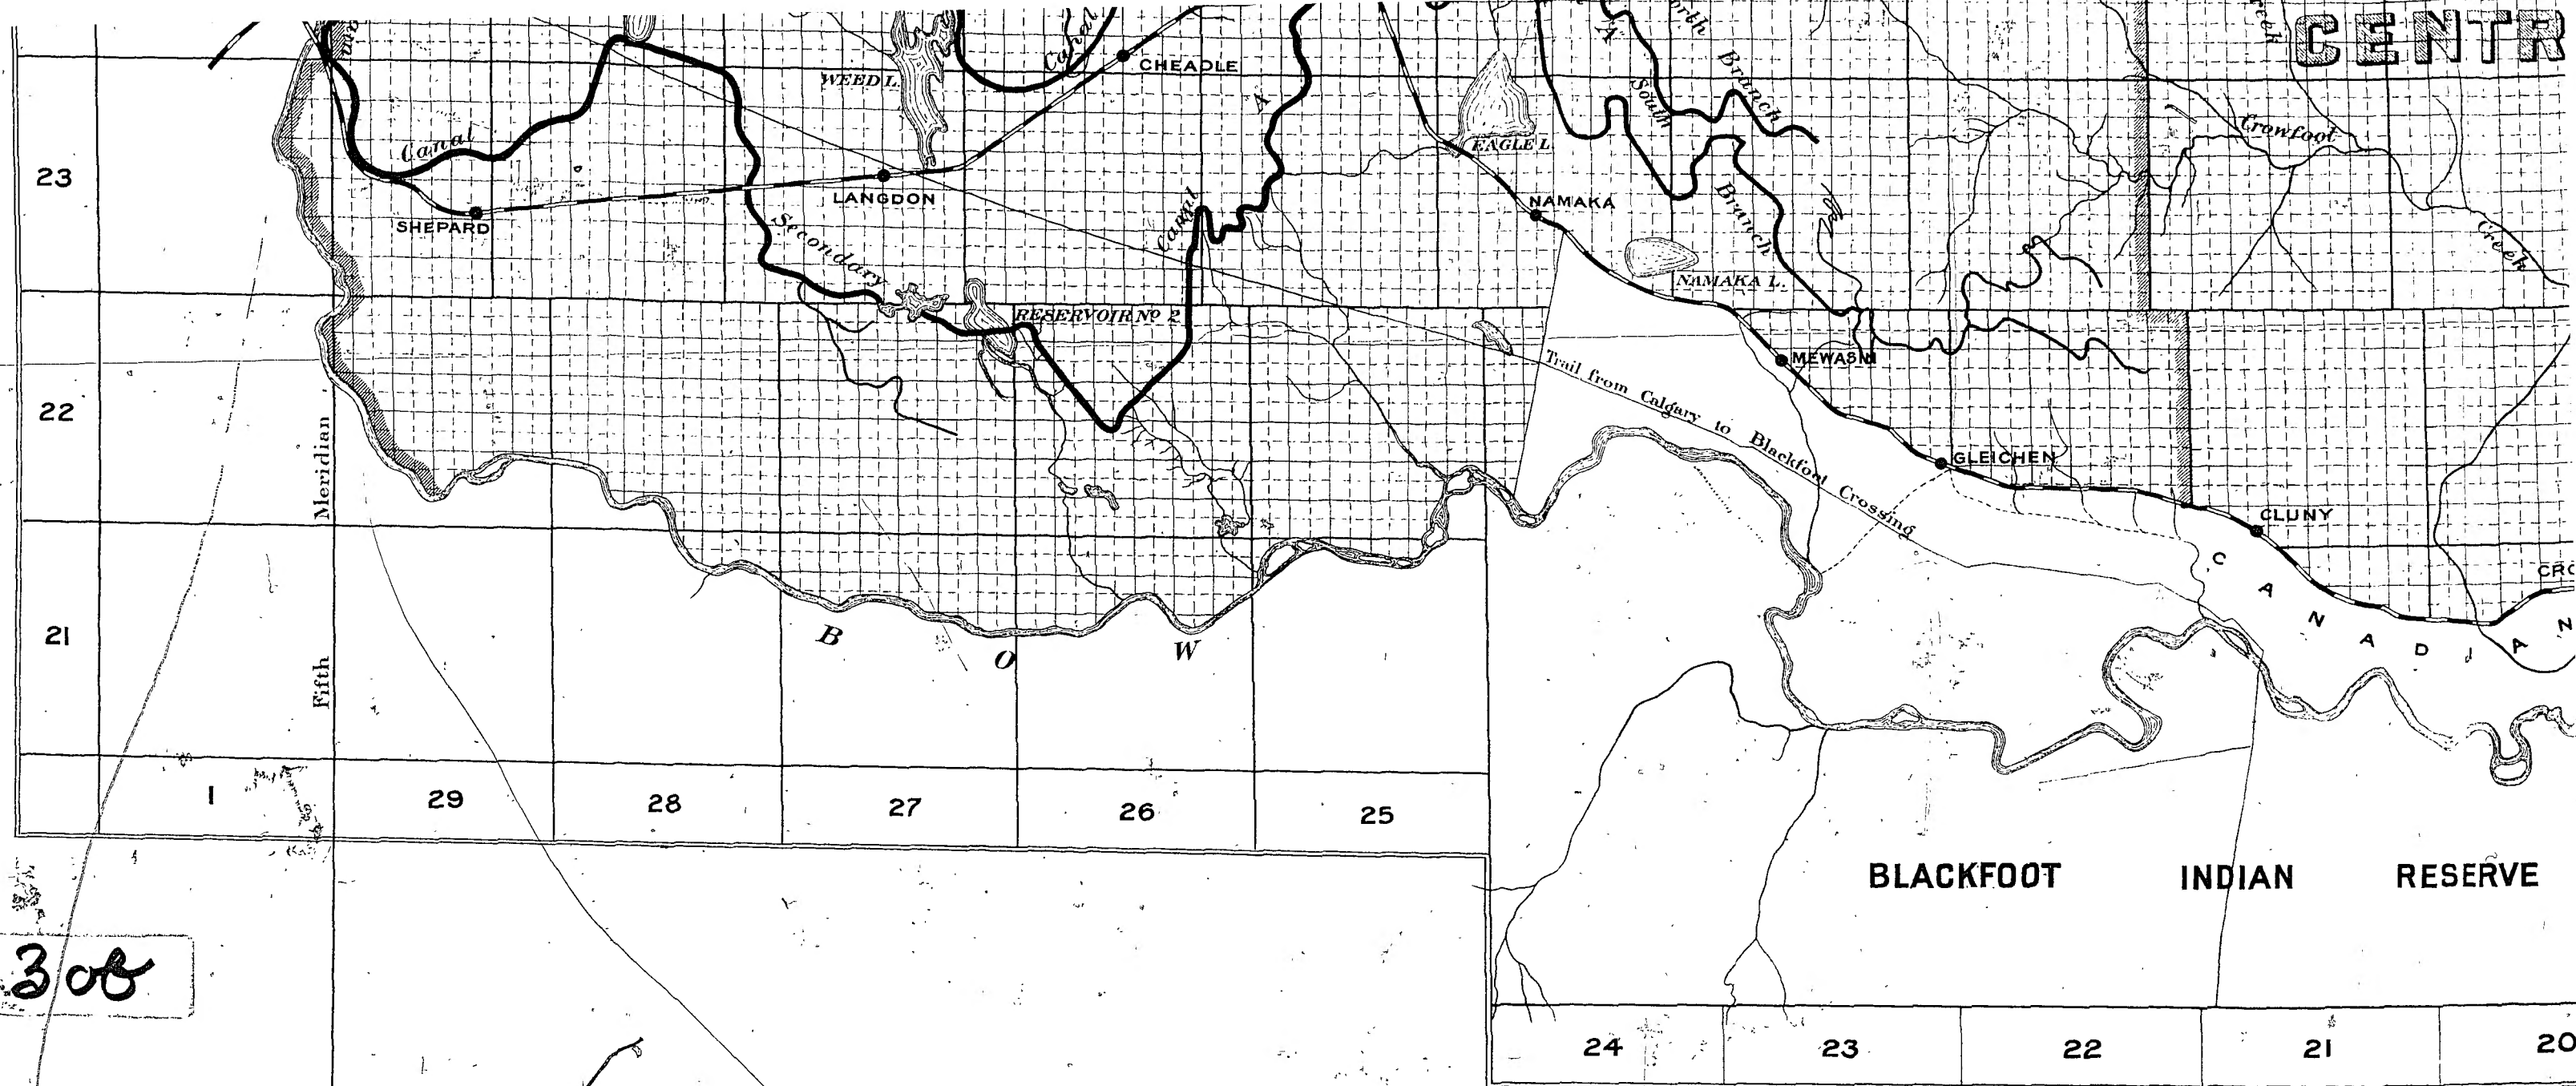 CENTR
North
Branch
Creek
Canal
CHEADLE
WEED L.
A
A
South
Branch
Crowfoot
Creek
EAGLE L.
Canal
23
LANGDON
SHEPARD
NAMAKA
Canal
Secondary
NAMAKA L.
RESERVOIR No 2
Trail from Calgary to Blackfoot Crossing
MEWASIN
22
Meridian
GLEICHEN
CLUNY
CANADIAN
21
Fifth
BOW
1
29
28
27
26
25
BLACKFOOT INDIAN RESERVE
24
23
22
21
20